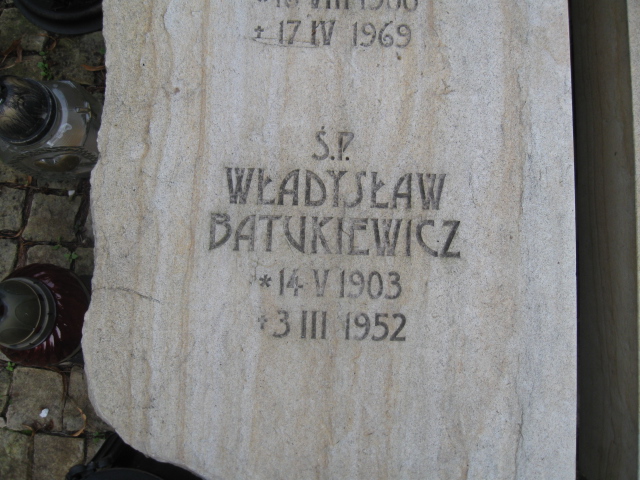 † 17 IV 1969
Ś.P.
WŁADYSŁAW
BATUKIEWICZ
* 14 V 1903
† 3 III 1952